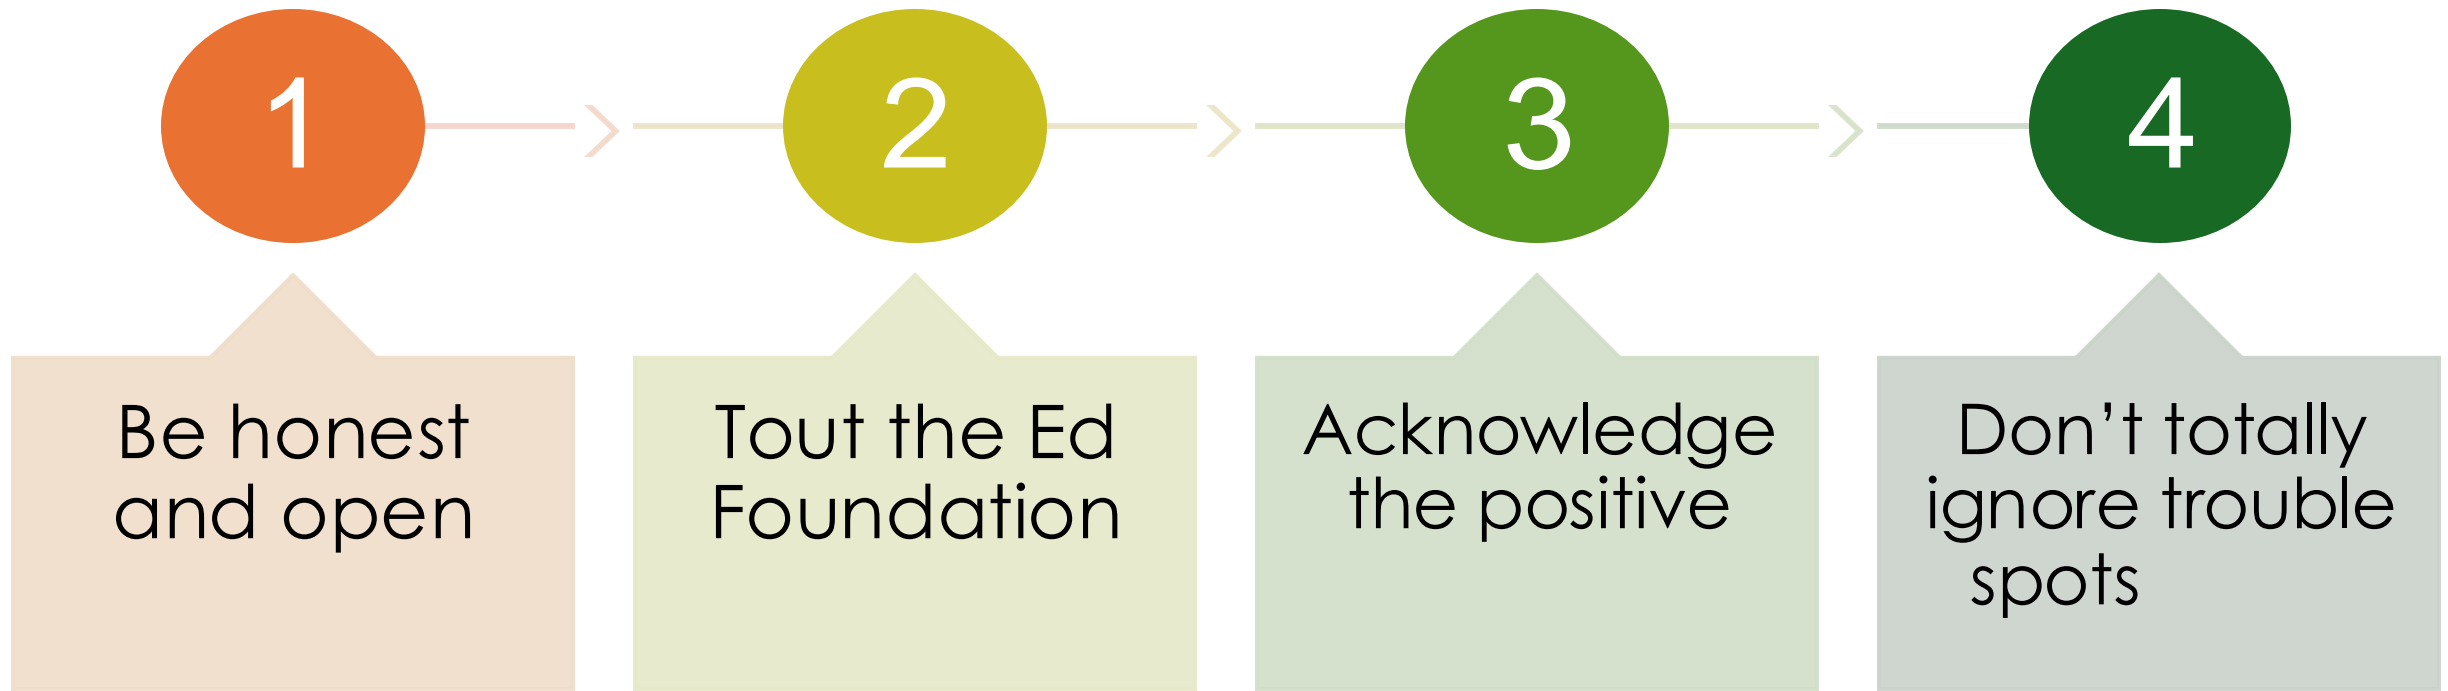 1
Be honest
and open
2
Tout the Ed
Foundation
3
Acknowledge
the positive
4
Don’t totally
ignore trouble
spots